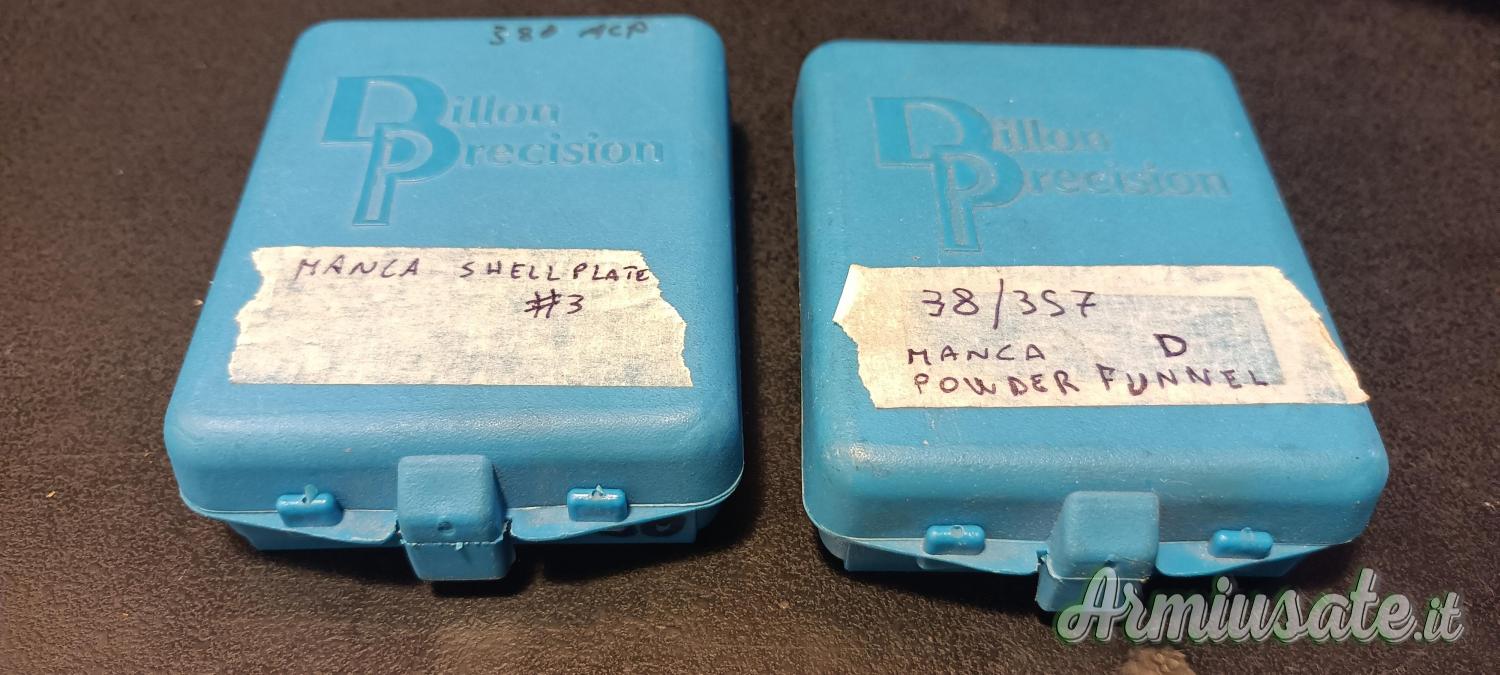 380 ACP
Dillon
Precision
MANCA SHELLPLATE
#3
Dillon
Precision
38/357
MANCA D
POWDER FUNNEL
Armiusate.it